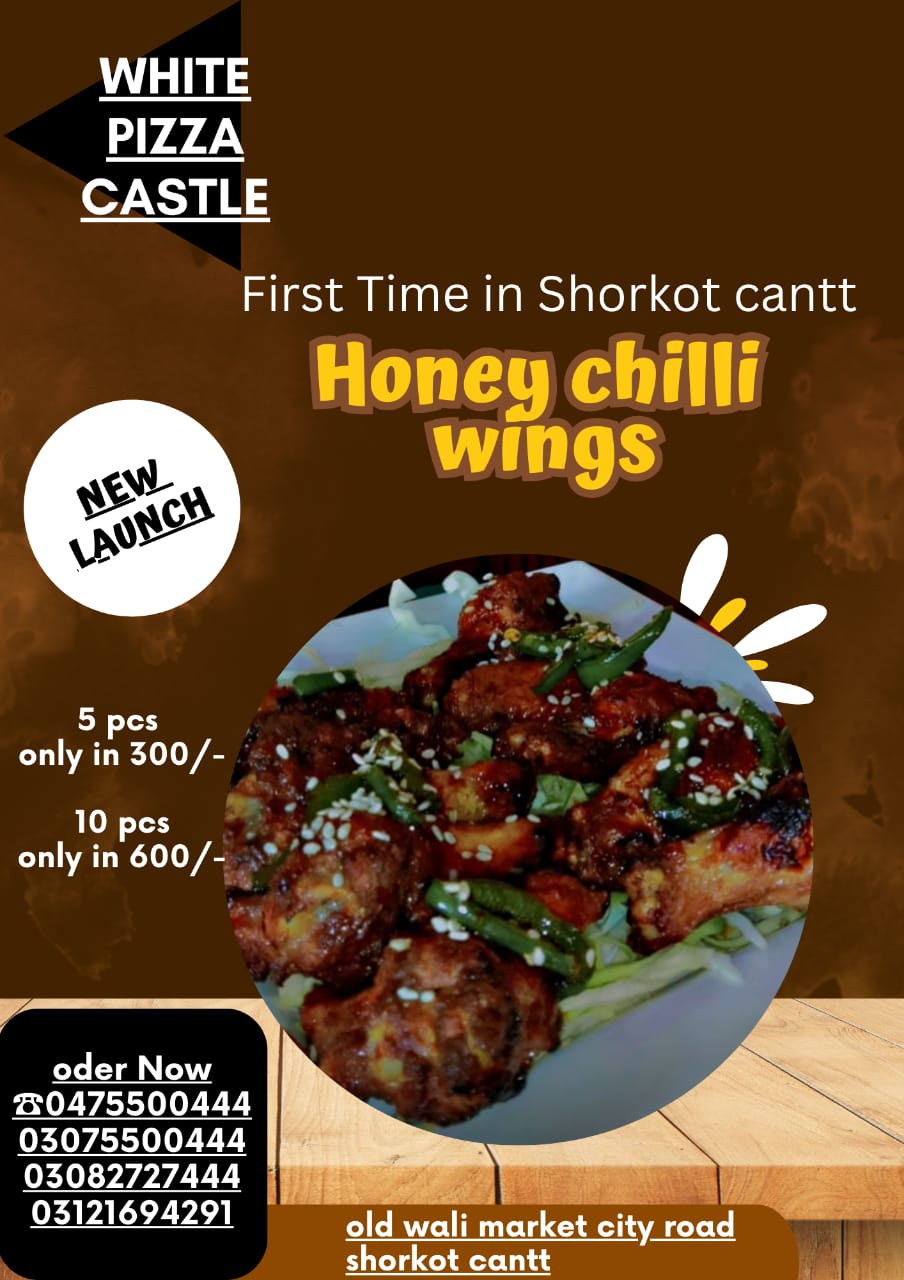 WHITE
PIZZA
CASTLE
First Time in Shorkot cantt
Honey chilli
wings
NEW
LAUNCH
5 pcs
only in 300/-
10 pcs
only in 600/-
oder Now
☎0475500444
03075500444
03082727444
03121694291
old wali market city road
shorkot cantt